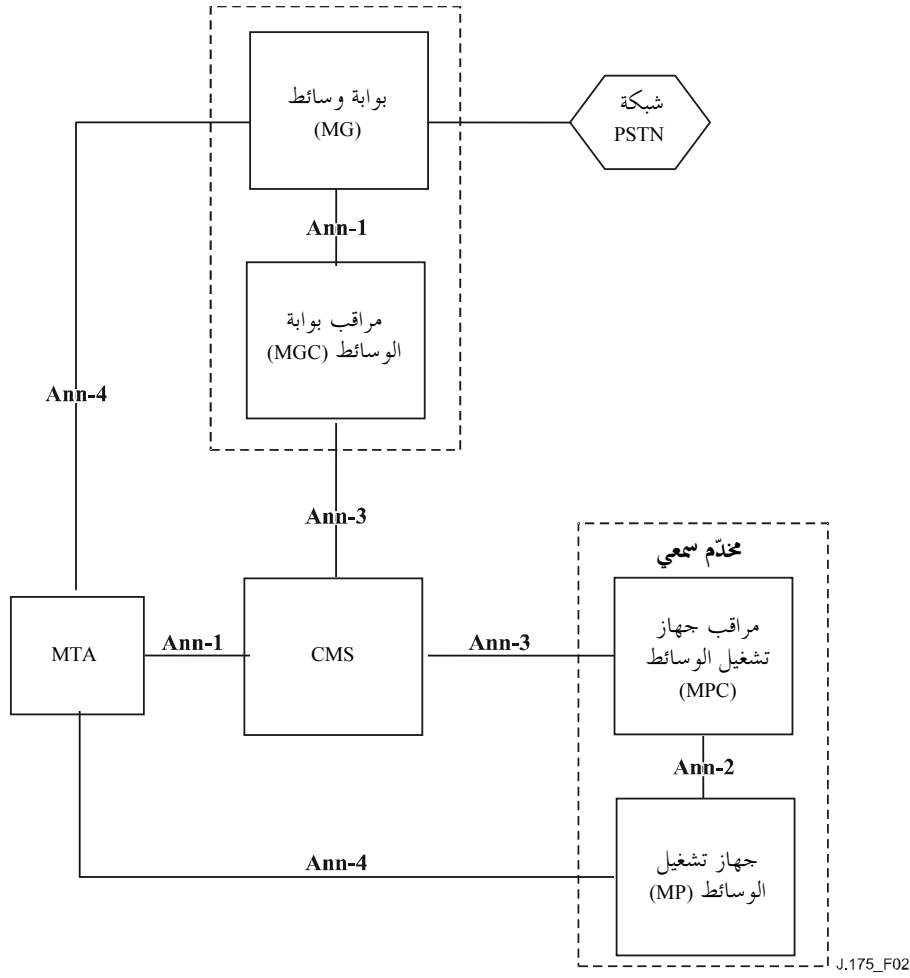 بوابة وسائط
(MG)
شبكة
PSTN
Ann-1
مراقب بوابة
الوسائط (MGC)
Ann-4
Ann-3
مخدّم سمعي
MTA
Ann-1
CMS
Ann-3
مراقب جهاز
تشغيل الوسائط
(MPC)
Ann-2
Ann-4
جهاز تشغيل
الوسائط (MP)
J.175_F02